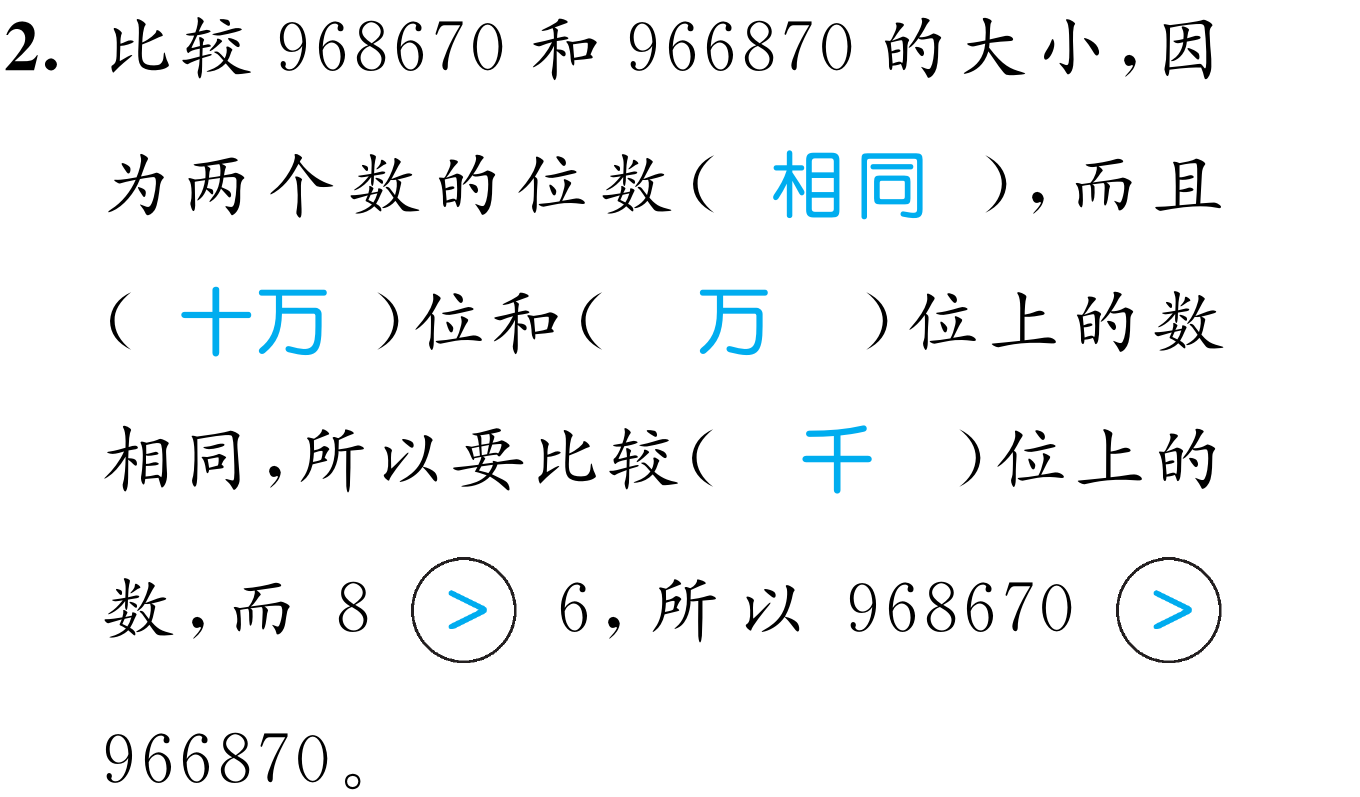 2. 比较 968670 和 966870 的大小,因
为两个数的位数( 相同 ),而且
( 十万 )位和( 万 )位上的数
相同,所以要比较( 千 )位上的
数,而 8 > 6,所以 968670 >
966870。